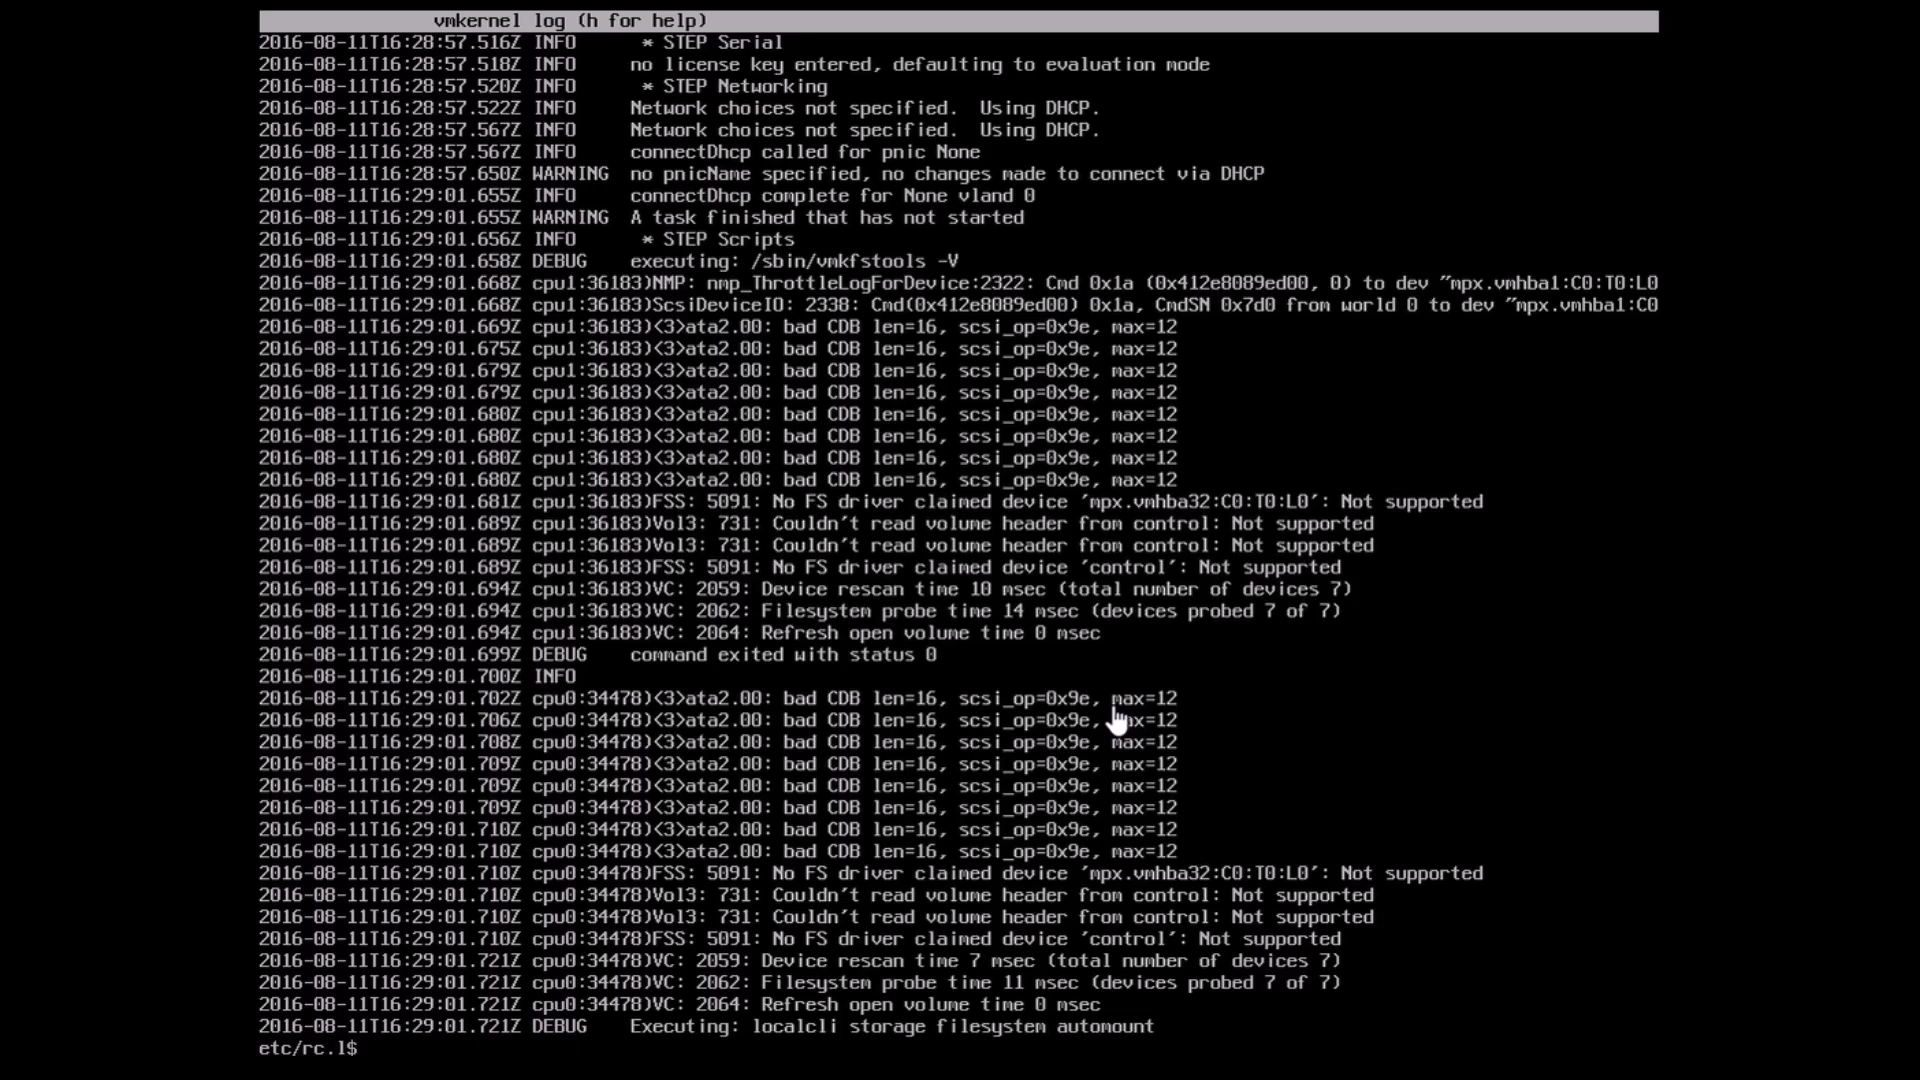 vmkernel log (h for help)
2016-08-11T16:28:57.516Z INFO * STEP Serial
2016-08-11T16:28:57.518Z INFO no license key entered, defaulting to evaluation mode
2016-08-11T16:28:57.520Z INFO * STEP Networking
2016-08-11T16:28:57.522Z INFO Network choices not specified. Using DHCP.
2016-08-11T16:28:57.567Z INFO Network choices not specified. Using DHCP.
2016-08-11T16:28:57.567Z INFO connectDhcp called for pnic None
2016-08-11T16:28:57.650Z WARNING no pnicName specified, no changes made to connect via DHCP
2016-08-11T16:29:01.655Z INFO connectDhcp complete for None vland 0
2016-08-11T16:29:01.655Z WARNING A task finished that has not started
2016-08-11T16:29:01.656Z INFO * STEP Scripts
2016-08-11T16:29:01.658Z DEBUG executing: /sbin/vmkfstools -V
2016-08-11T16:29:01.668Z cpu1:36183)NMP: nmp_ThrottleLogForDevice:2322: Cmd 0x1a (0x412e8089ed00, 0) to dev "mpx.vmhba1:C0:T0:L0
2016-08-11T16:29:01.668Z cpu1:36183)ScsiDeviceIO: 2338: Cmd(0x412e8089ed00) 0x1a, CmdSN 0x7d0 from world 0 to dev "mpx.vmhba1:C0
2016-08-11T16:29:01.669Z cpu1:36183)<3>ata2.00: bad CDB len=16, scsi_op=0x9e, max=12
2016-08-11T16:29:01.675Z cpu1:36183)<3>ata2.00: bad CDB len=16, scsi_op=0x9e, max=12
2016-08-11T16:29:01.679Z cpu1:36183)<3>ata2.00: bad CDB len=16, scsi_op=0x9e, max=12
2016-08-11T16:29:01.679Z cpu1:36183)<3>ata2.00: bad CDB len=16, scsi_op=0x9e, max=12
2016-08-11T16:29:01.680Z cpu1:36183)<3>ata2.00: bad CDB len=16, scsi_op=0x9e, max=12
2016-08-11T16:29:01.680Z cpu1:36183)<3>ata2.00: bad CDB len=16, scsi_op=0x9e, max=12
2016-08-11T16:29:01.680Z cpu1:36183)<3>ata2.00: bad CDB len=16, scsi_op=0x9e, max=12
2016-08-11T16:29:01.680Z cpu1:36183)<3>ata2.00: bad CDB len=16, scsi_op=0x9e, max=12
2016-08-11T16:29:01.681Z cpu1:36183)FSS: 5091: No FS driver claimed device 'mpx.vmhba32:C0:T0:L0': Not supported
2016-08-11T16:29:01.689Z cpu1:36183)Vol3: 731: Couldn't read volume header from control: Not supported
2016-08-11T16:29:01.689Z cpu1:36183)Vol3: 731: Couldn't read volume header from control: Not supported
2016-08-11T16:29:01.689Z cpu1:36183)FSS: 5091: No FS driver claimed device 'control': Not supported
2016-08-11T16:29:01.694Z cpu1:36183)VC: 2059: Device rescan time 10 msec (total number of devices 7)
2016-08-11T16:29:01.694Z cpu1:36183)VC: 2062: Filesystem probe time 14 msec (devices probed 7 of 7)
2016-08-11T16:29:01.694Z cpu1:36183)VC: 2064: Refresh open volume time 0 msec
2016-08-11T16:29:01.699Z DEBUG command exited with status 0
2016-08-11T16:29:01.700Z INFO
2016-08-11T16:29:01.702Z cpu0:34478)<3>ata2.00: bad CDB len=16, scsi_op=0x9e, max=12
2016-08-11T16:29:01.706Z cpu0:34478)<3>ata2.00: bad CDB len=16, scsi_op=0x9e, max=12
2016-08-11T16:29:01.708Z cpu0:34478)<3>ata2.00: bad CDB len=16, scsi_op=0x9e, max=12
2016-08-11T16:29:01.709Z cpu0:34478)<3>ata2.00: bad CDB len=16, scsi_op=0x9e, max=12
2016-08-11T16:29:01.709Z cpu0:34478)<3>ata2.00: bad CDB len=16, scsi_op=0x9e, max=12
2016-08-11T16:29:01.709Z cpu0:34478)<3>ata2.00: bad CDB len=16, scsi_op=0x9e, max=12
2016-08-11T16:29:01.710Z cpu0:34478)<3>ata2.00: bad CDB len=16, scsi_op=0x9e, max=12
2016-08-11T16:29:01.710Z cpu0:34478)<3>ata2.00: bad CDB len=16, scsi_op=0x9e, max=12
2016-08-11T16:29:01.710Z cpu0:34478)FSS: 5091: No FS driver claimed device 'mpx.vmhba32:C0:T0:L0': Not supported
2016-08-11T16:29:01.710Z cpu0:34478)Vol3: 731: Couldn't read volume header from control: Not supported
2016-08-11T16:29:01.710Z cpu0:34478)Vol3: 731: Couldn't read volume header from control: Not supported
2016-08-11T16:29:01.710Z cpu0:34478)FSS: 5091: No FS driver claimed device 'control': Not supported
2016-08-11T16:29:01.721Z cpu0:34478)VC: 2059: Device rescan time 7 msec (total number of devices 7)
2016-08-11T16:29:01.721Z cpu0:34478)VC: 2062: Filesystem probe time 11 msec (devices probed 7 of 7)
2016-08-11T16:29:01.721Z cpu0:34478)VC: 2064: Refresh open volume time 0 msec
2016-08-11T16:29:01.721Z DEBUG Executing: localcli storage filesystem automount
etc/rc.l$